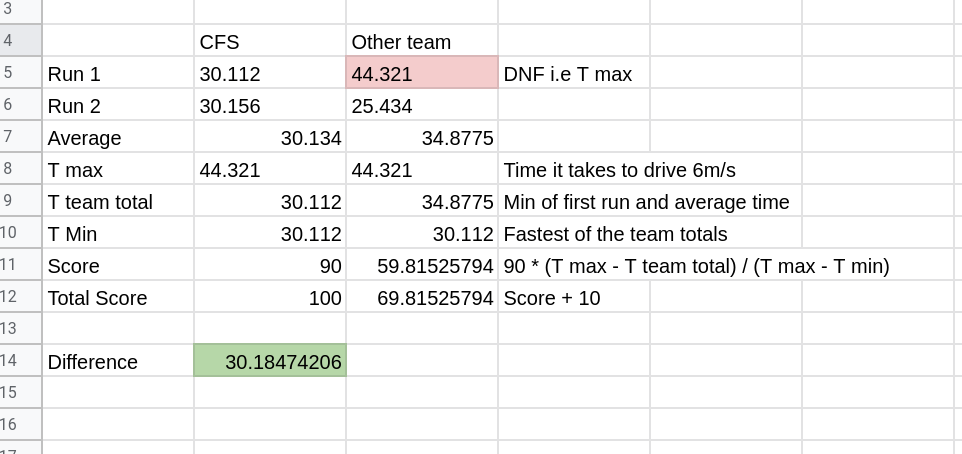 3
4 CFS Other team
5 Run 1 30.112 44.321 DNF i.e T max
6 Run 2 30.156 25.434
7 Average 30.134 34.8775
8 T max 44.321 44.321 Time it takes to drive 6m/s
9 T team total 30.112 34.8775 Min of first run and average time
10 T Min 30.112 30.112 Fastest of the team totals
11 Score 90 59.81525794 90 * (T max - T team total) / (T max - T min)
12 Total Score 100 69.81525794 Score + 10
13
14 Difference 30.18474206
15
16
17